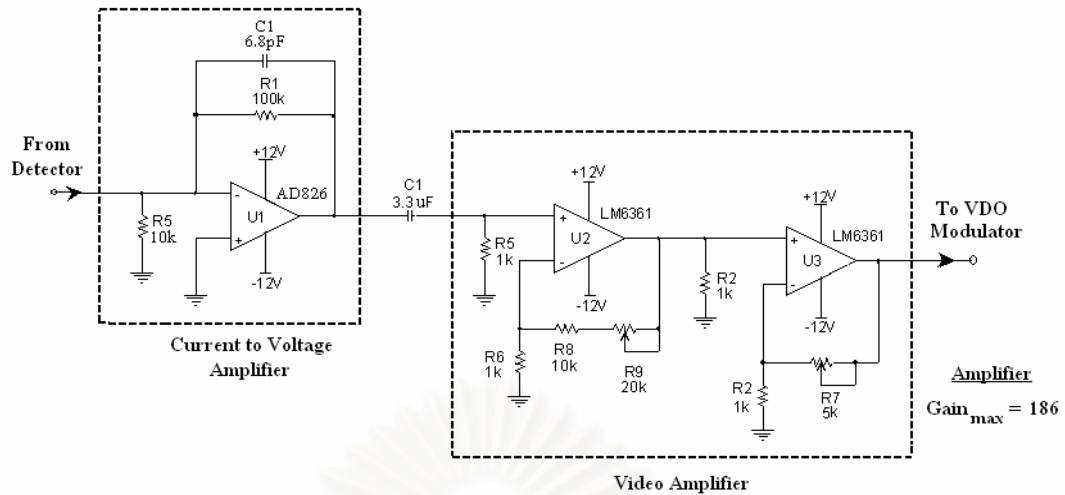 C1
6.8pF
R1
100k
From
Detector
+12V
AD826
-
U1
+
R5
10k
-12V
Current to Voltage
Amplifier
C1
3.3uF
R5
1k
+12V
LM6361
+
U2
-
-12V
R6
1k
R8
10k
R9
20k
R2
1k
+12V
LM6361
+
U3
-
-12V
R2
1k
R7
5k
To VDO
Modulator
Amplifier
Gainmax = 186
Video Amplifier